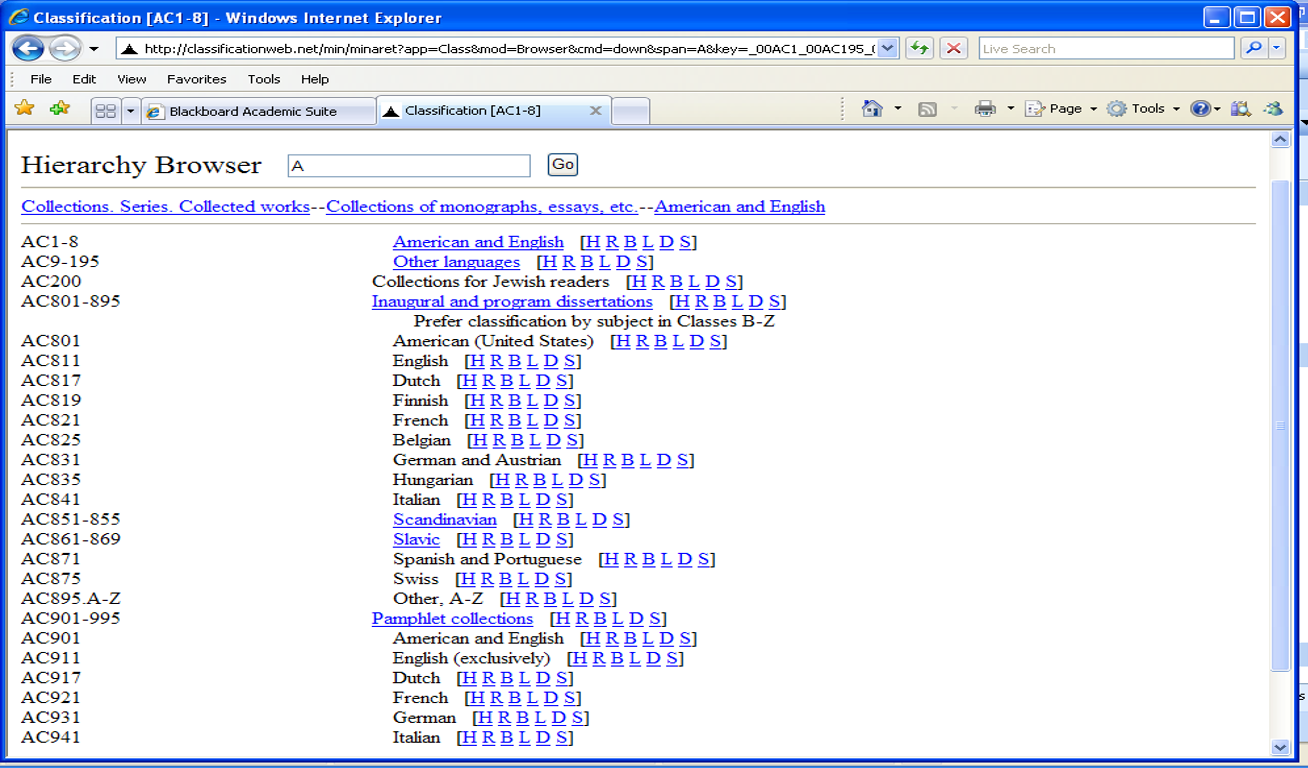 Classification [AC1-8] - Windows Internet Explorer
http://classificationweb.net/min/minaret?app=Class&mod=Browser&cmd=down&span=A&key=_00AC1_00AC195_0
Live Search
File Edit View Favorites Tools Help
Blackboard Academic Suite Classification [AC1-8] Page Tools
Hierarchy Browser A Go
Collections. Series. Collected works--Collections of monographs, essays, etc.--American and English
AC1-8 American and English [H R B L D S]
AC9-195 Other languages [H R B L D S]
AC200 Collections for Jewish readers [H R B L D S]
AC801-895 Inaugural and program dissertations [H R B L D S]
Prefer classification by subject in Classes B-Z
AC801 American (United States) [H R B L D S]
AC811 English [H R B L D S]
AC817 Dutch [H R B L D S]
AC819 Finnish [H R B L D S]
AC821 French [H R B L D S]
AC825 Belgian [H R B L D S]
AC831 German and Austrian [H R B L D S]
AC835 Hungarian [H R B L D S]
AC841 Italian [H R B L D S]
AC851-855 Scandinavian [H R B L D S]
AC861-869 Slavic [H R B L D S]
AC871 Spanish and Portuguese [H R B L D S]
AC875 Swiss [H R B L D S]
AC895.A-Z Other, A-Z [H R B L D S]
AC901-995 Pamphlet collections [H R B L D S]
AC901 American and English [H R B L D S]
AC911 English (exclusively) [H R B L D S]
AC917 Dutch [H R B L D S]
AC921 French [H R B L D S]
AC931 German [H R B L D S]
AC941 Italian [H R B L D S]